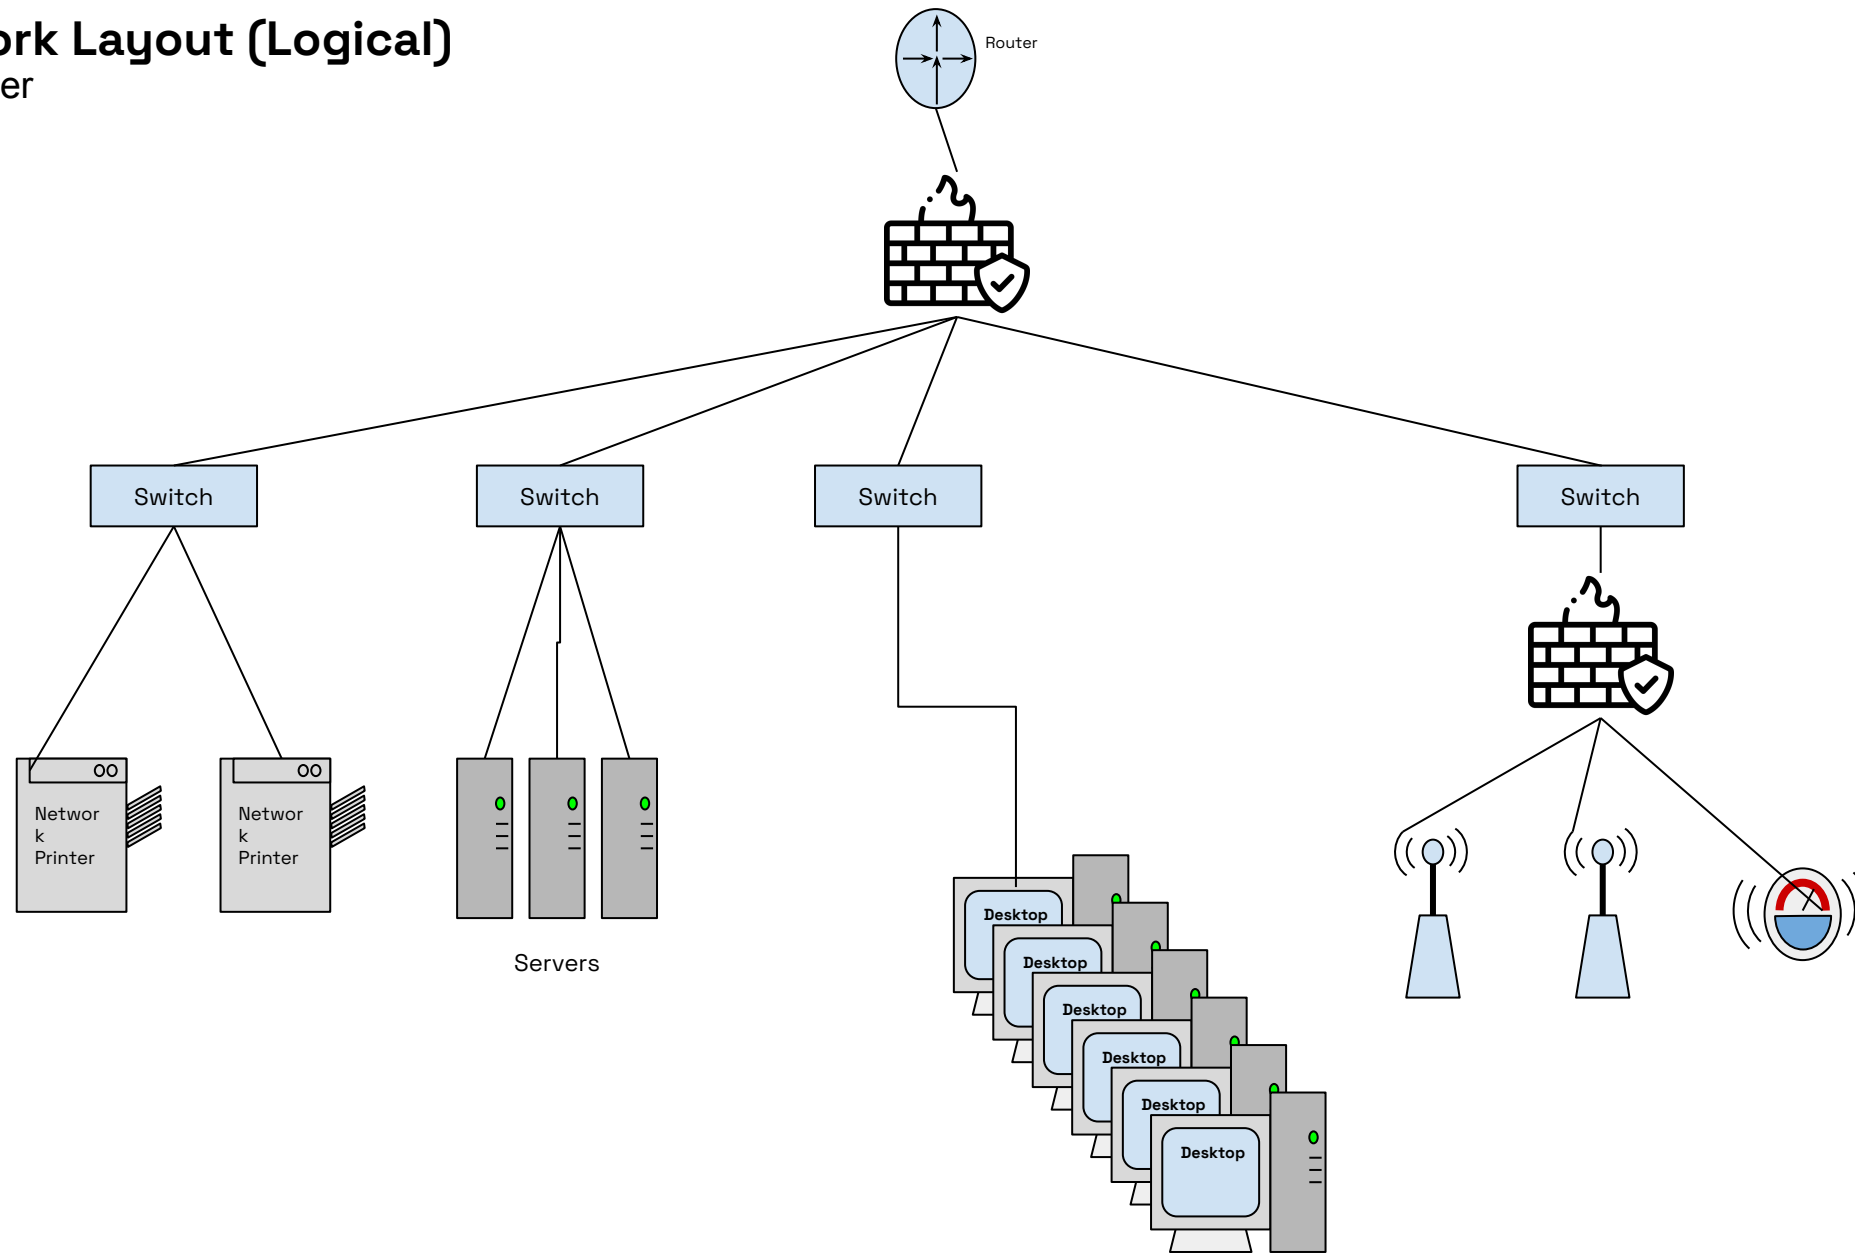 ork Layout (Logical)
er
Router
Switch
Switch
Switch
Switch
Networ
k
Printer
Networ
k
Printer
Servers
Desktop
Desktop
Desktop
Desktop
Desktop
Desktop